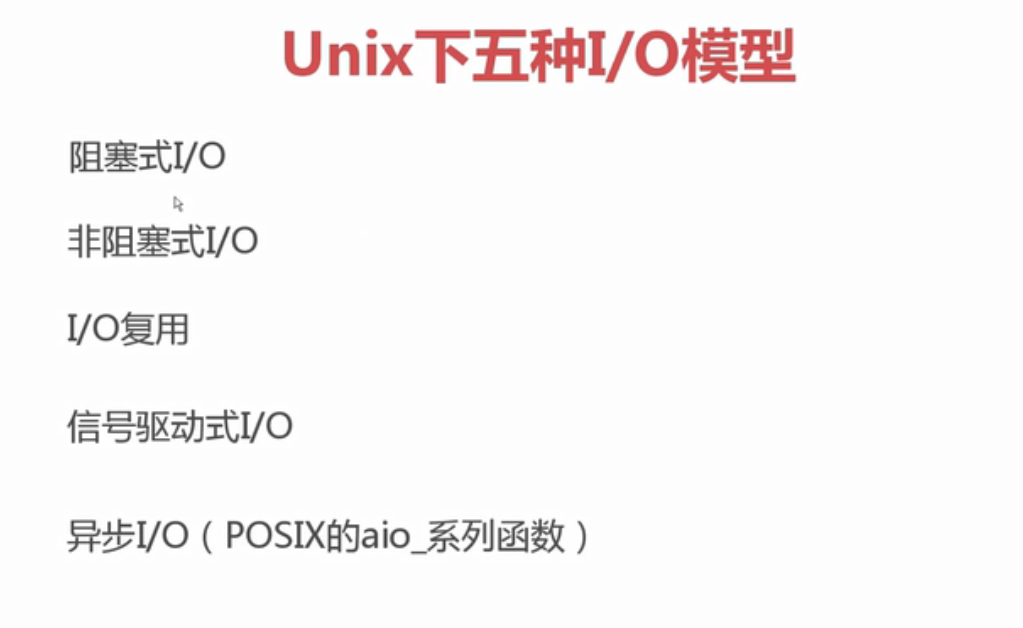 Unix下五种I/O模型
阻塞式I/O
非阻塞式I/O
I/O复用
信号驱动式I/O
异步I/O（POSIX的aio_系列函数）